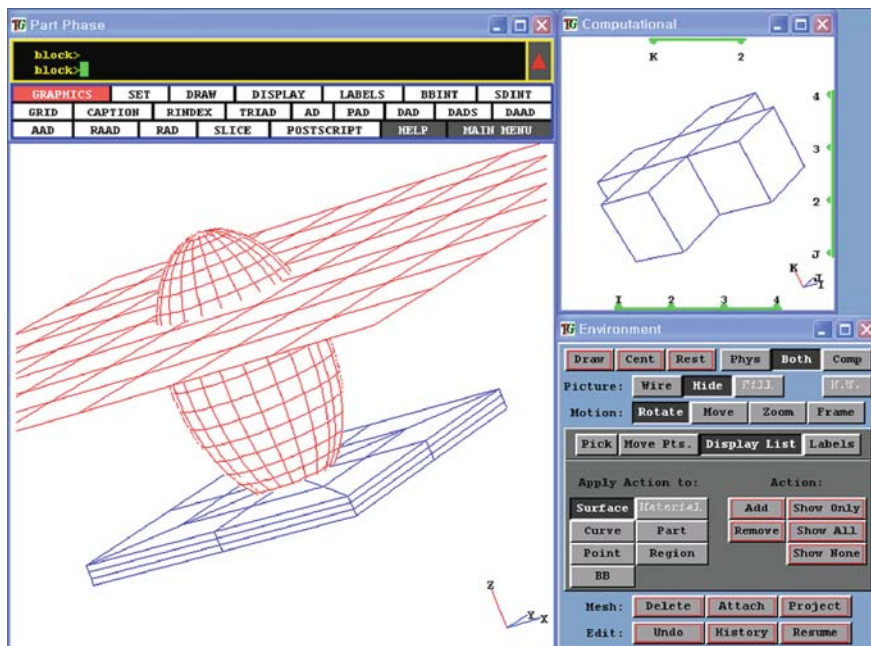 TG Part Phase
block>
block>
GRAPHICS SET DRAW DISPLAY LABELS BBINT SDINT
GRID CAPTION RINDEX TRIAD AD PAD DAD DADS DAAD
AAD RAAD RAD SLICE POSTSCRIPT HELP MAIN MENU
Z
Y X
TG Computational
K 2
4
3
2
J
I 2 3 4
K J
I
TG Environment
Draw Cent Rest Phys Both Comp
Picture: Wire Hide Fill H.W.
Motion: Rotate Move Zoom Frame
Pick Move Pts. Display List Labels
Apply Action to: Action:
Surface Material Add Show Only
Curve Part Remove Show All
Point Region Show None
BB
Mesh: Delete Attach Project
Edit: Undo History Resume